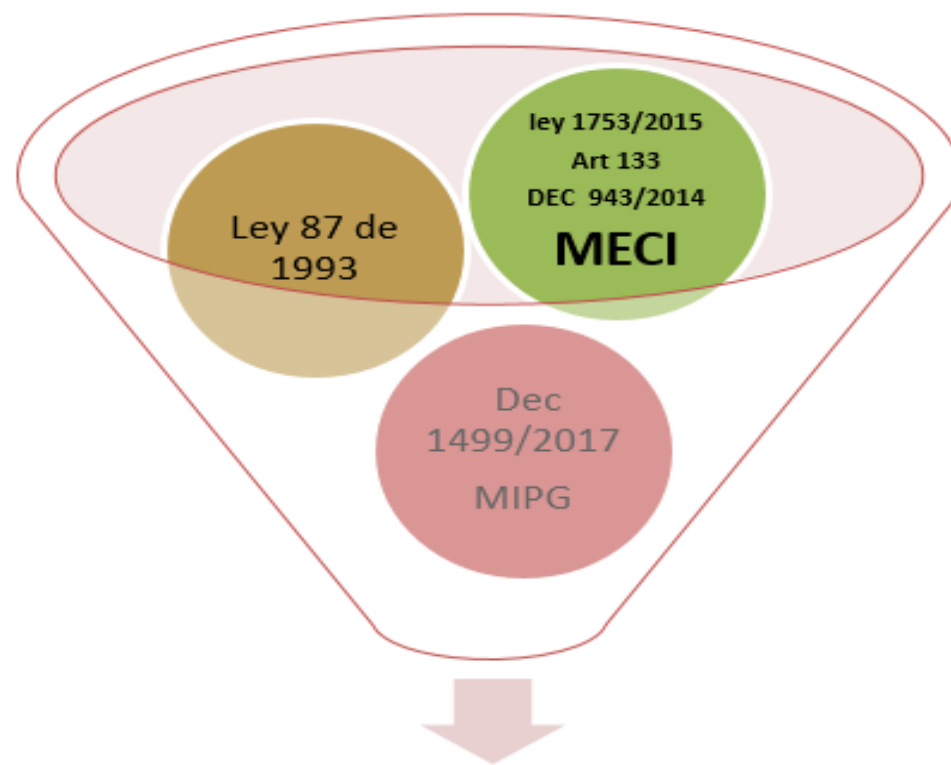 ley 1753/2015
Art 133
DEC 943/2014
MECI
Ley 87 de
1993
Dec
1499/2017
MIPG